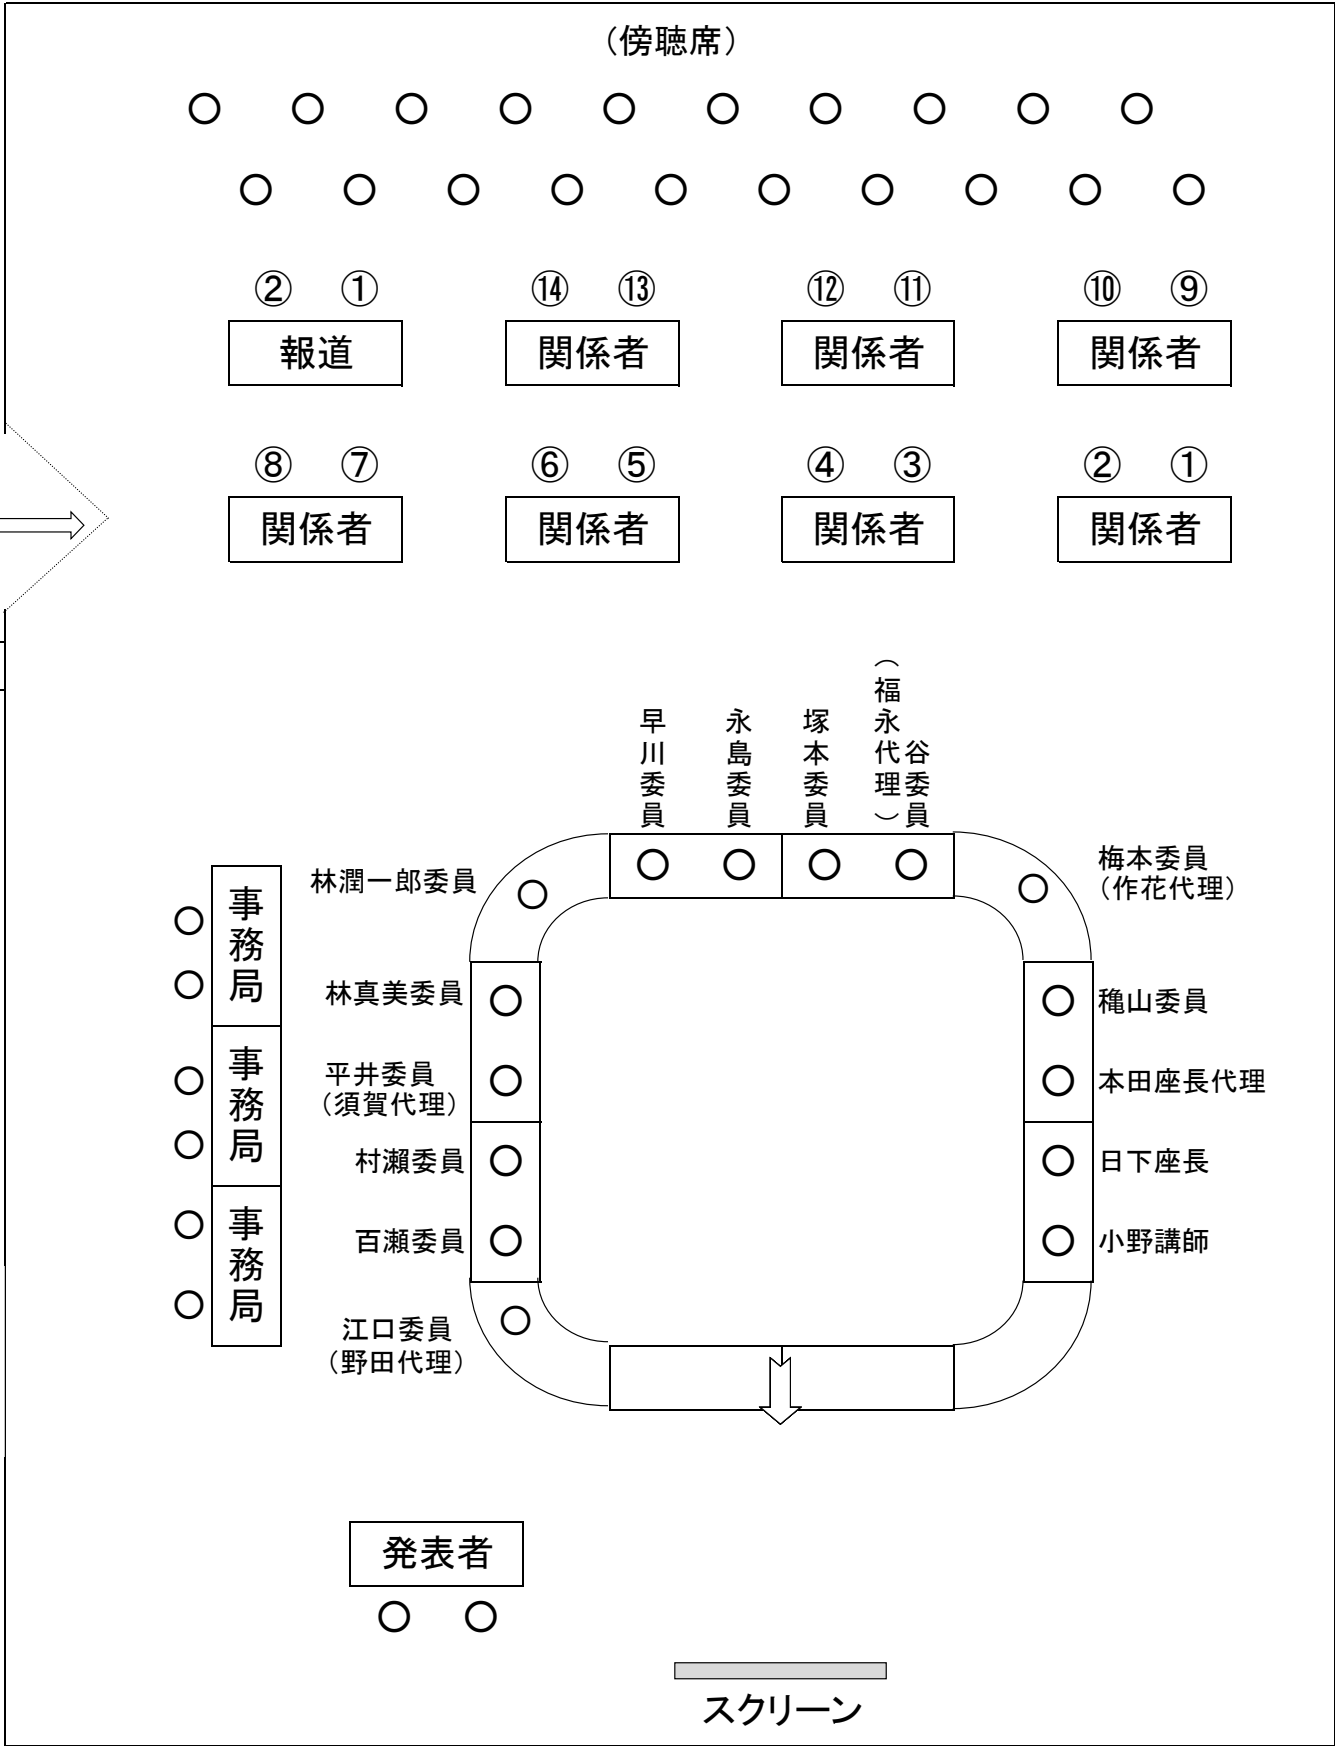 （傍聴席）
② ① ⑭ ⑬ ⑫ ⑪ ⑩ ⑨
報道 関係者 関係者 関係者
⑧ ⑦ ⑥ ⑤ ④ ③ ② ①
関係者 関係者 関係者 関係者
早川委員
永島委員
塚本委員
谷委員
（福永代理）
林潤一郎委員
梅本委員
（作花代理）
事務局
林真美委員
穐山委員
事務局
平井委員
（須賀代理）
本田座長代理
村瀬委員
日下座長
事務局
百瀬委員
小野講師
江口委員
（野田代理）
発表者
スクリーン